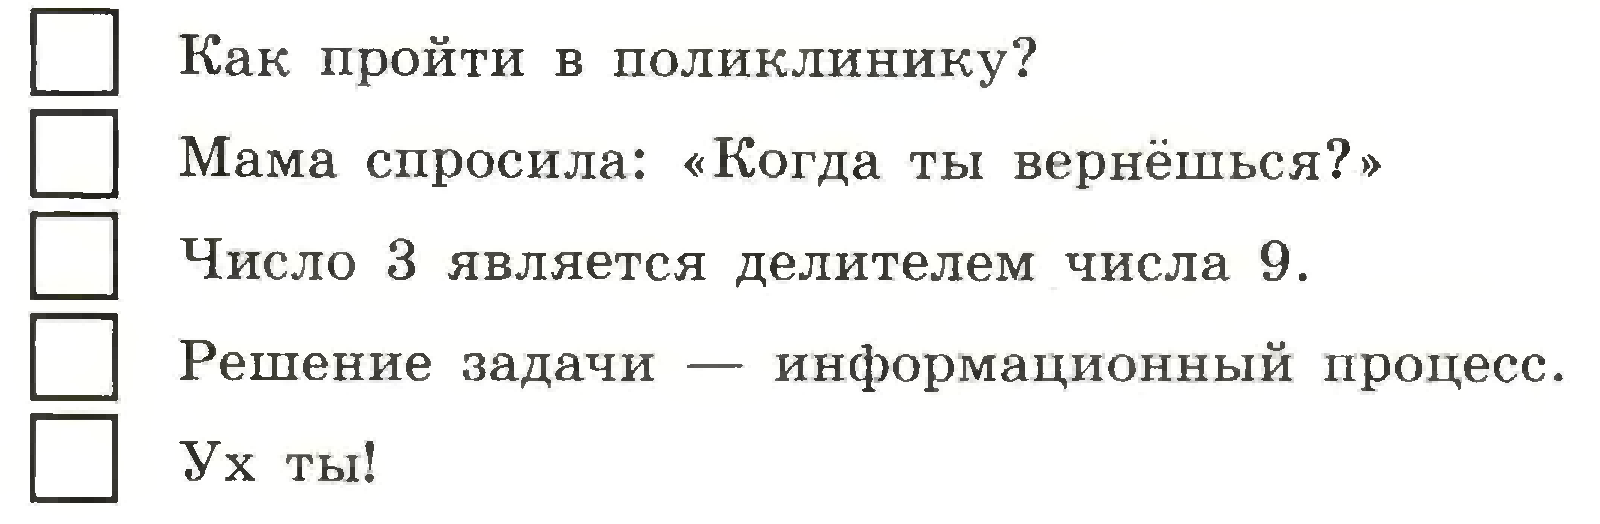 Как пройти в поликлинику?
Мама спросила: «Когда ты вернёшься?»
Число 3 является делителем числа 9.
Решение задачи — информационный процесс.
Ух ты!